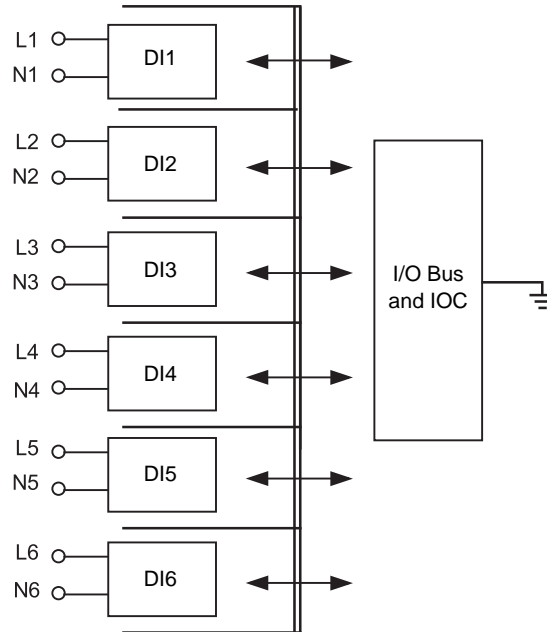 L1
N1
DI1
L2
N2
DI2
L3
N3
DI3
L4
N4
DI4
L5
N5
DI5
L6
N6
DI6
I/O Bus
and IOC